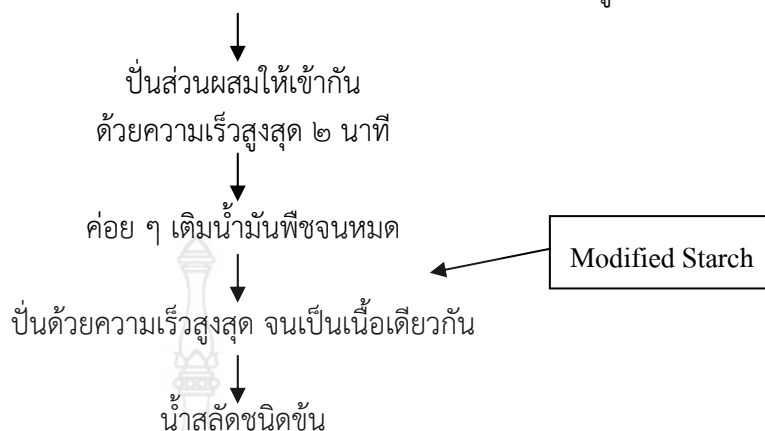 ปั่นส่วนผสมให้เข้ากัน
ด้วยความเร็วสูงสุด ๒ นาที
ค่อย ๆ เติมน้ำมันพืชจนหมด
Modified Starch
ปั่นด้วยความเร็วสูงสุด จนเป็นเนื้อเดียวกัน
น้ำสลัดชนิดข้น